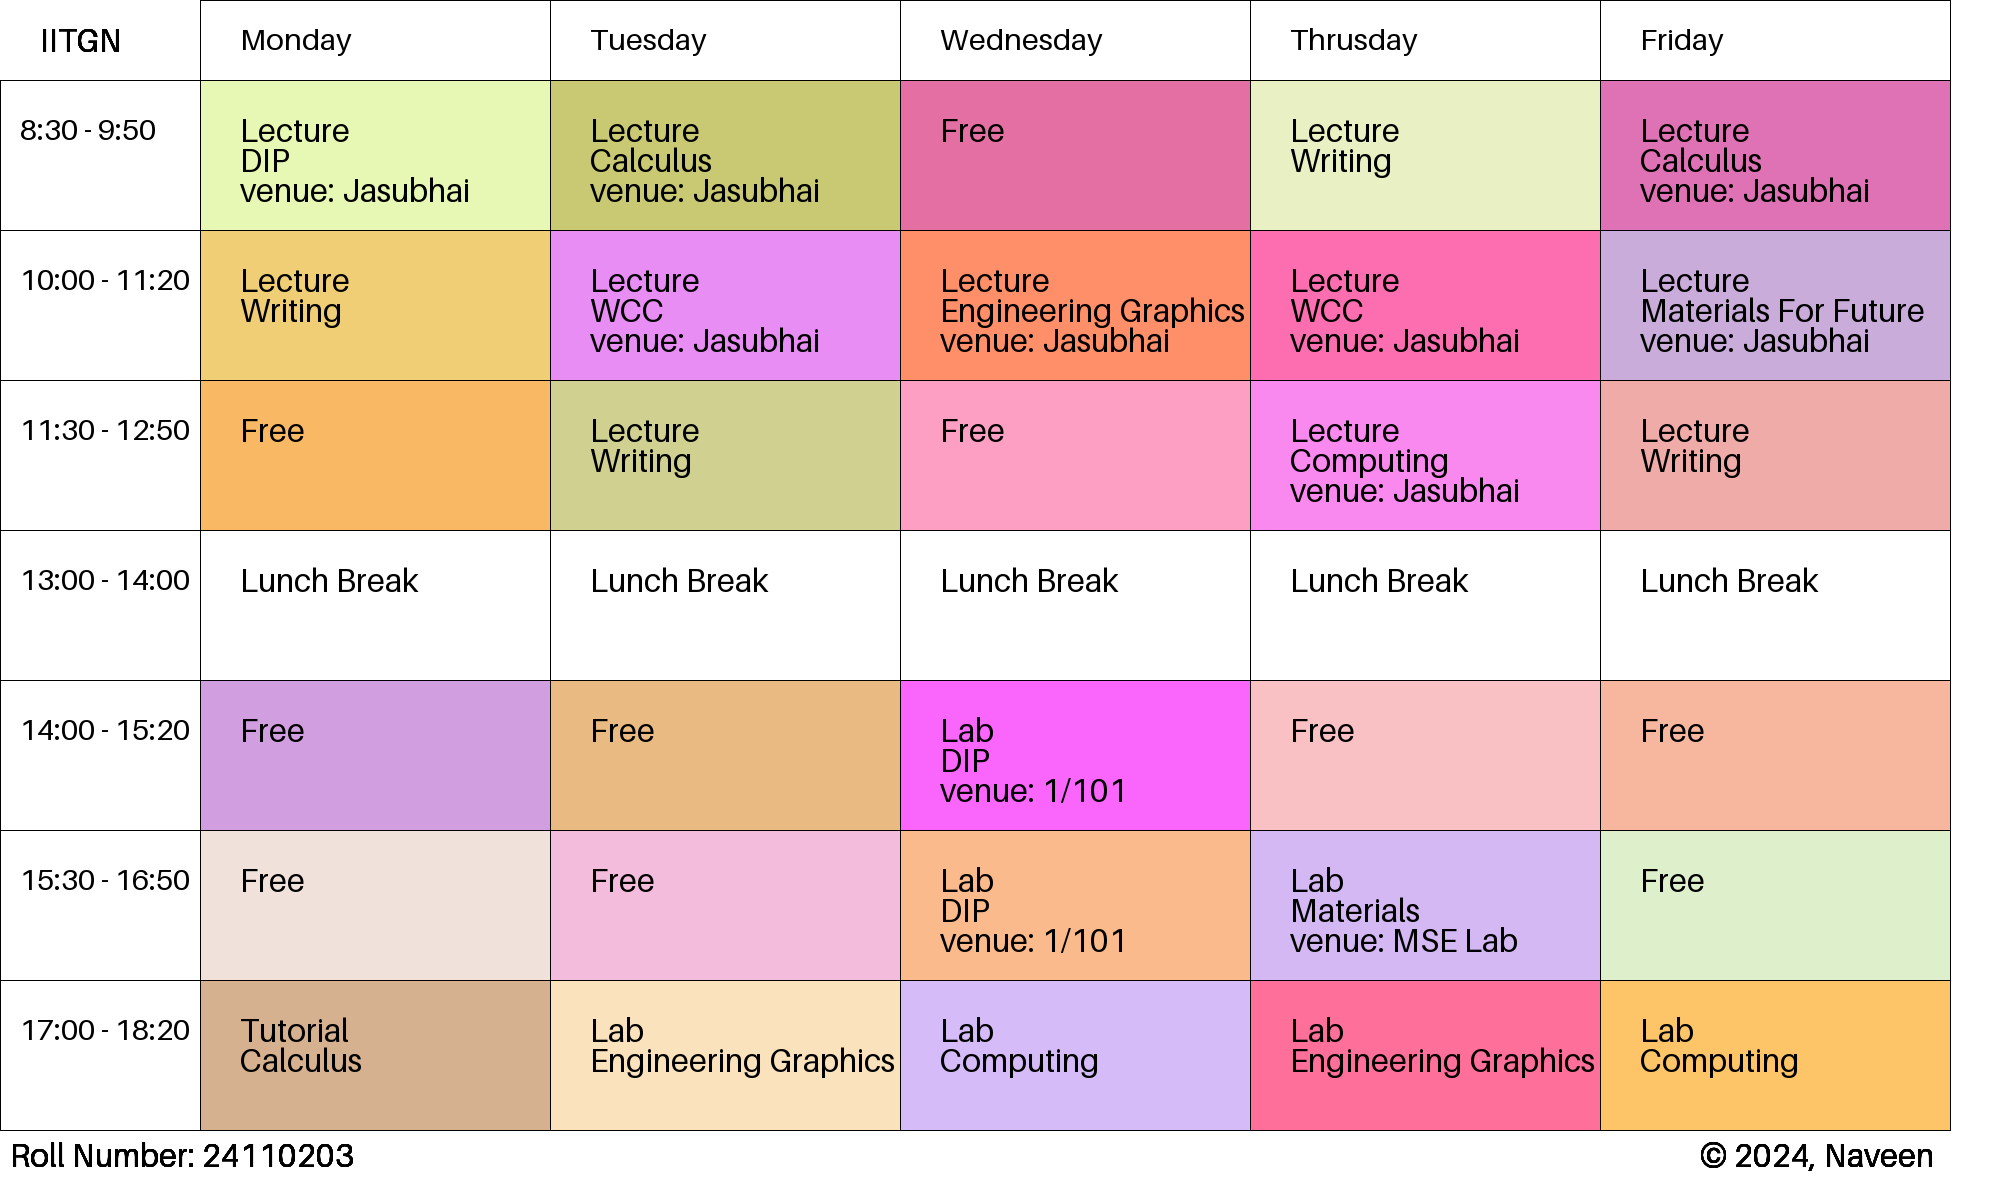 IITGN Monday Tuesday Wednesday Thrusday Friday
8:30 - 9:50
Lecture
DIP
venue: Jasubhai
Lecture
Calculus
venue: Jasubhai
Free
Lecture
Writing
Lecture
Calculus
venue: Jasubhai
10:00 - 11:20
Lecture
Writing
Lecture
WCC
venue: Jasubhai
Lecture
Engineering Graphics
venue: Jasubhai
Lecture
WCC
venue: Jasubhai
Lecture
Materials For Future
venue: Jasubhai
11:30 - 12:50
Free
Lecture
Writing
Free
Lecture
Computing
venue: Jasubhai
Lecture
Writing
13:00 - 14:00
Lunch Break
Lunch Break
Lunch Break
Lunch Break
Lunch Break
14:00 - 15:20
Free
Free
Lab
DIP
venue: 1/101
Free
Free
15:30 - 16:50
Free
Free
Lab
DIP
venue: 1/101
Lab
Materials
venue: MSE Lab
Free
17:00 - 18:20
Tutorial
Calculus
Lab
Engineering Graphics
Lab
Computing
Lab
Engineering Graphics
Lab
Computing
Roll Number: 24110203
© 2024, Naveen